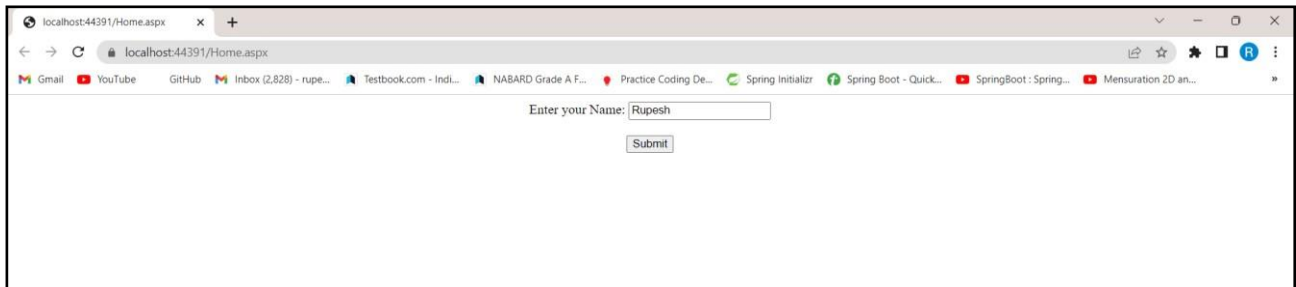 localhost:44391/Home.aspx
localhost:44391/Home.aspx
R
Gmail YouTube GitHub Inbox (2,828) - rupe... Testbook.com - Indi... NABARD Grade A F... Practice Coding De... Spring Initializr Spring Boot - Quick... SpringBoot : Spring... Mensuration 2D an...
Enter your Name: Rupesh
Submit